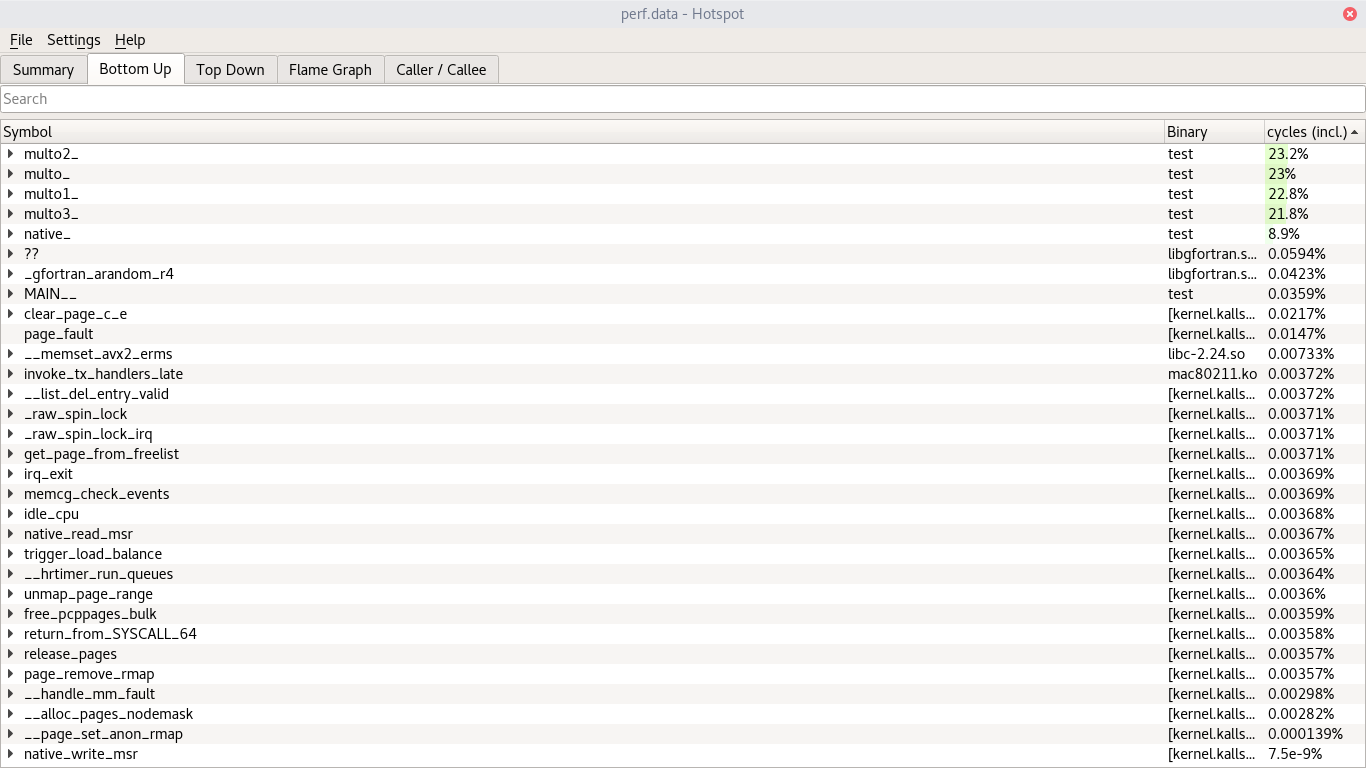 perf.data - Hotspot
File Settings Help
Summary Bottom Up Top Down Flame Graph Caller / Callee
Search
Symbol Binary cycles (incl.)
multo2_ test 23.2%
multo_ test 23%
multo1_ test 22.8%
multo3_ test 21.8%
native_ test 8.9%
?? libgfortran.s... 0.0594%
_gfortran_arandom_r4 libgfortran.s... 0.0423%
MAIN__ test 0.0359%
clear_page_c_e [kernel.kalls... 0.0217%
page_fault [kernel.kalls... 0.0147%
__memset_avx2_erms libc-2.24.so 0.00733%
invoke_tx_handlers_late mac80211.ko 0.00372%
__list_del_entry_valid [kernel.kalls... 0.00372%
_raw_spin_lock [kernel.kalls... 0.00371%
_raw_spin_lock_irq [kernel.kalls... 0.00371%
get_page_from_freelist [kernel.kalls... 0.00371%
irq_exit [kernel.kalls... 0.00369%
memcg_check_events [kernel.kalls... 0.00369%
idle_cpu [kernel.kalls... 0.00368%
native_read_msr [kernel.kalls... 0.00367%
trigger_load_balance [kernel.kalls... 0.00365%
__hrtimer_run_queues [kernel.kalls... 0.00364%
unmap_page_range [kernel.kalls... 0.0036%
free_pcppages_bulk [kernel.kalls... 0.00359%
return_from_SYSCALL_64 [kernel.kalls... 0.00358%
release_pages [kernel.kalls... 0.00357%
page_remove_rmap [kernel.kalls... 0.00357%
__handle_mm_fault [kernel.kalls... 0.00298%
__alloc_pages_nodemask [kernel.kalls... 0.00282%
__page_set_anon_rmap [kernel.kalls... 0.000139%
native_write_msr [kernel.kalls... 7.5e-9%